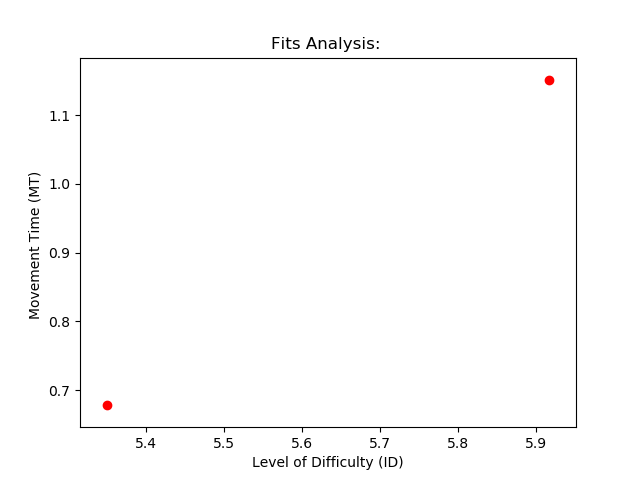 Fits Analysis:
1.1
1.0
0.9
0.8
0.7
Movement Time (MT)
5.4 5.5 5.6 5.7 5.8 5.9
Level of Difficulty (ID)